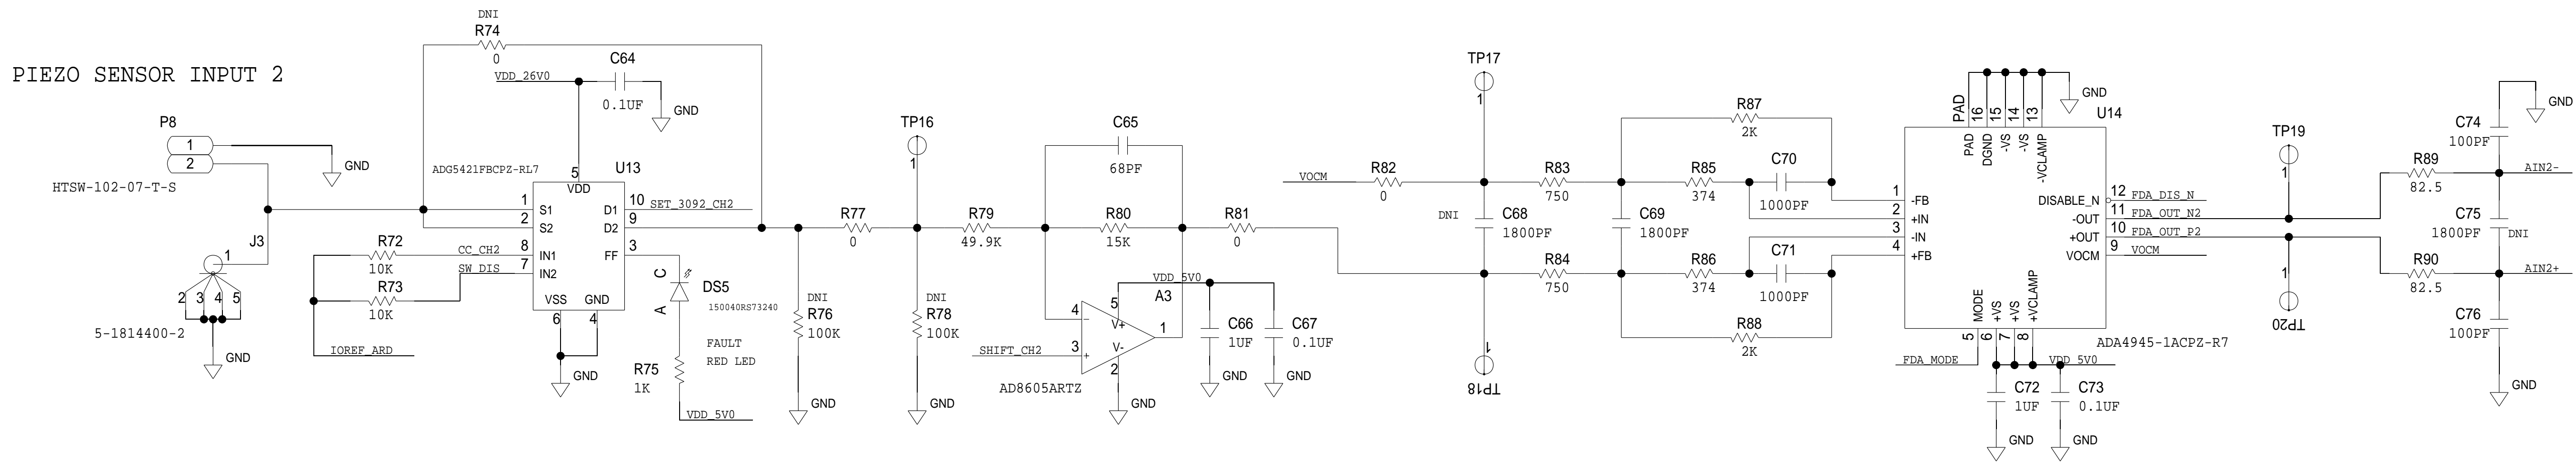 PIEZO SENSOR INPUT 2
P8
1
2
GND
HTSW-102-07-T-S
J3
1
2
3
4
5
5-1814400-2
GND
DNI
R74
0
C64
VDD_26V0
0.1UF
GND
ADG5421FBCPZ-RL7
U13
5
VDD
1
S1
D1
10
SET_3092_CH2
2
S2
D2
9
R72
10K
CC_CH2
8
IN1
FF
3
SW_DIS
7
IN2
R73
10K
IOREF_ARD
VSS
GND
6
4
GND
C
A
DS5
150040RS73240
FAULT
RED LED
R75
1K
VDD_5V0
DNI
R76
100K
GND
R77
0
TP16
1
DNI
R78
100K
GND
R79
49.9K
C65
68PF
R80
15K
R81
0
VDD_5V0
A3
5
V+
4
-
3
+
1
V-
2
SHIFT_CH2
AD8605ARTZ
GND
C66
1UF
GND
C67
0.1UF
GND
VOCM
R82
0
TP17
1
DNI
C68
1800PF
1
TP18
R83
750
C69
1800PF
R84
750
R87
2K
R85
374
C70
1000PF
R86
374
C71
1000PF
R88
2K
PAD
16
15
14
13
GND
U14
PAD
DGND
-VS
-VS
-VCLAMP
1
-FB
2
+IN
3
-IN
4
+FB
DISABLE_N
12
FDA_DIS_N
-OUT
11
FDA_OUT_N2
+OUT
10
FDA_OUT_P2
VOCM
9
VOCM
MODE
+VS
+VS
+VCLAMP
5
6
7
8
FDA_MODE
VDD_5V0
ADA4945-1ACPZ-R7
C72
1UF
GND
C73
0.1UF
GND
TP19
1
1
TP20
R89
82.5
R90
82.5
C74
100PF
GND
AIN2-
C75
1800PF
DNI
AIN2+
C76
100PF
GND